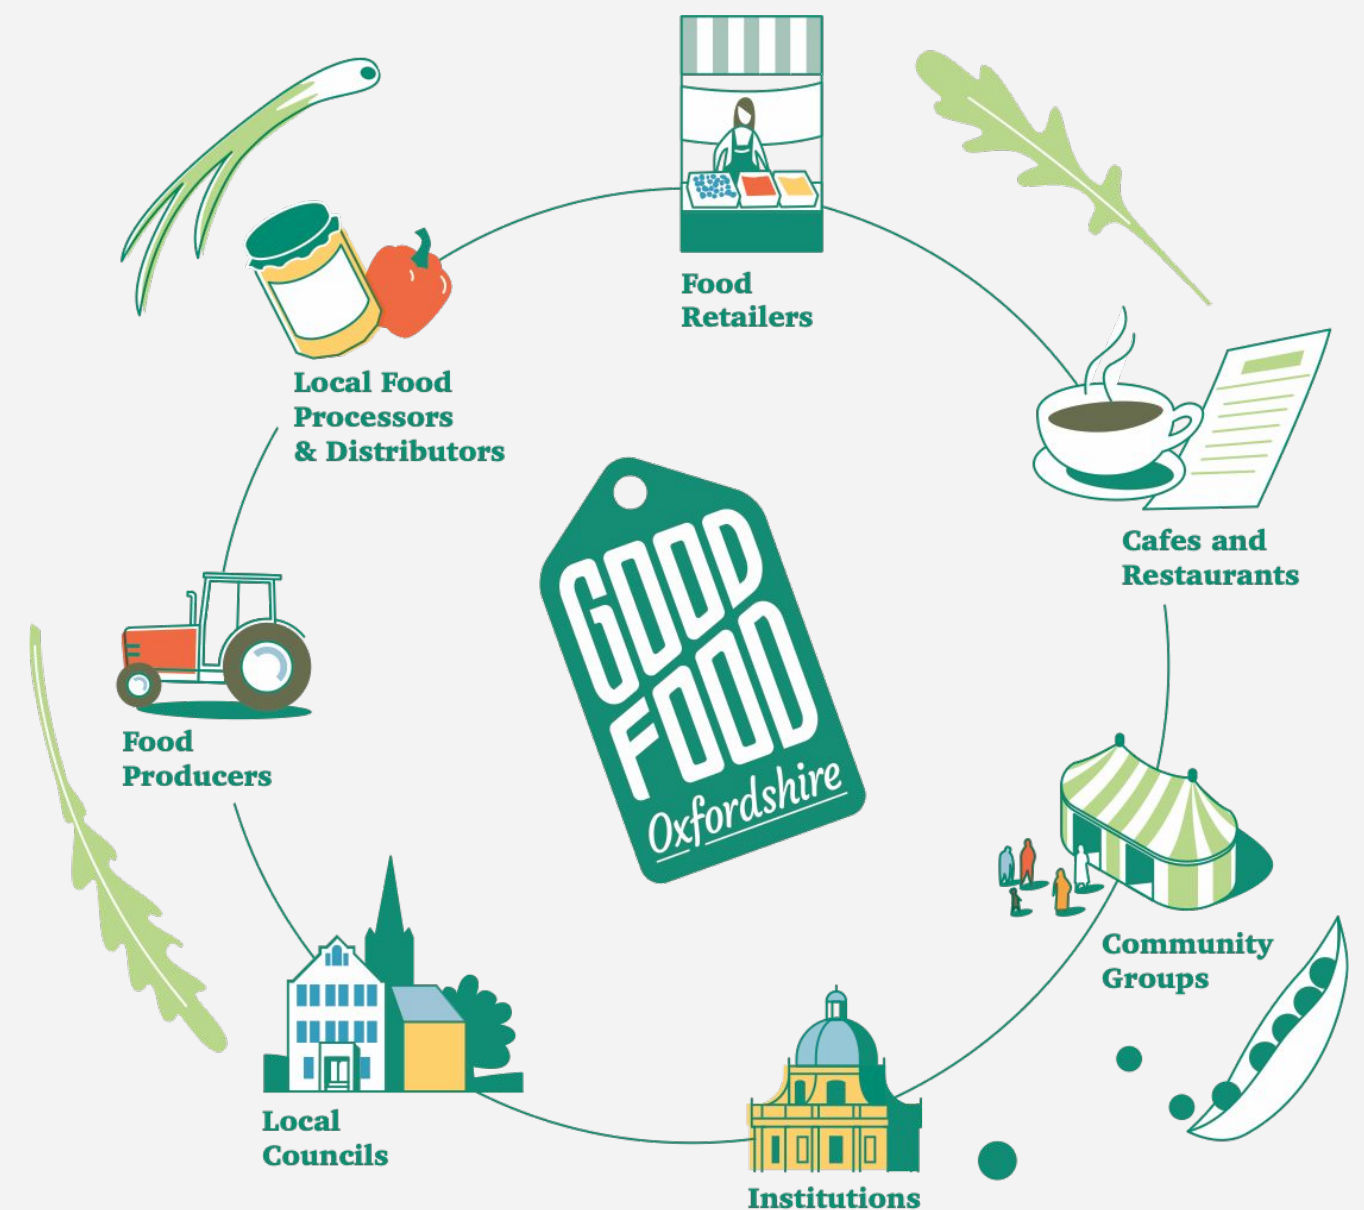 Food
Retailers
Local Food
Processors
& Distributors
GOOD
FOOD
Oxfordshire
Cafes and
Restaurants
Food
Producers
Community
Groups
Local
Councils
Institutions